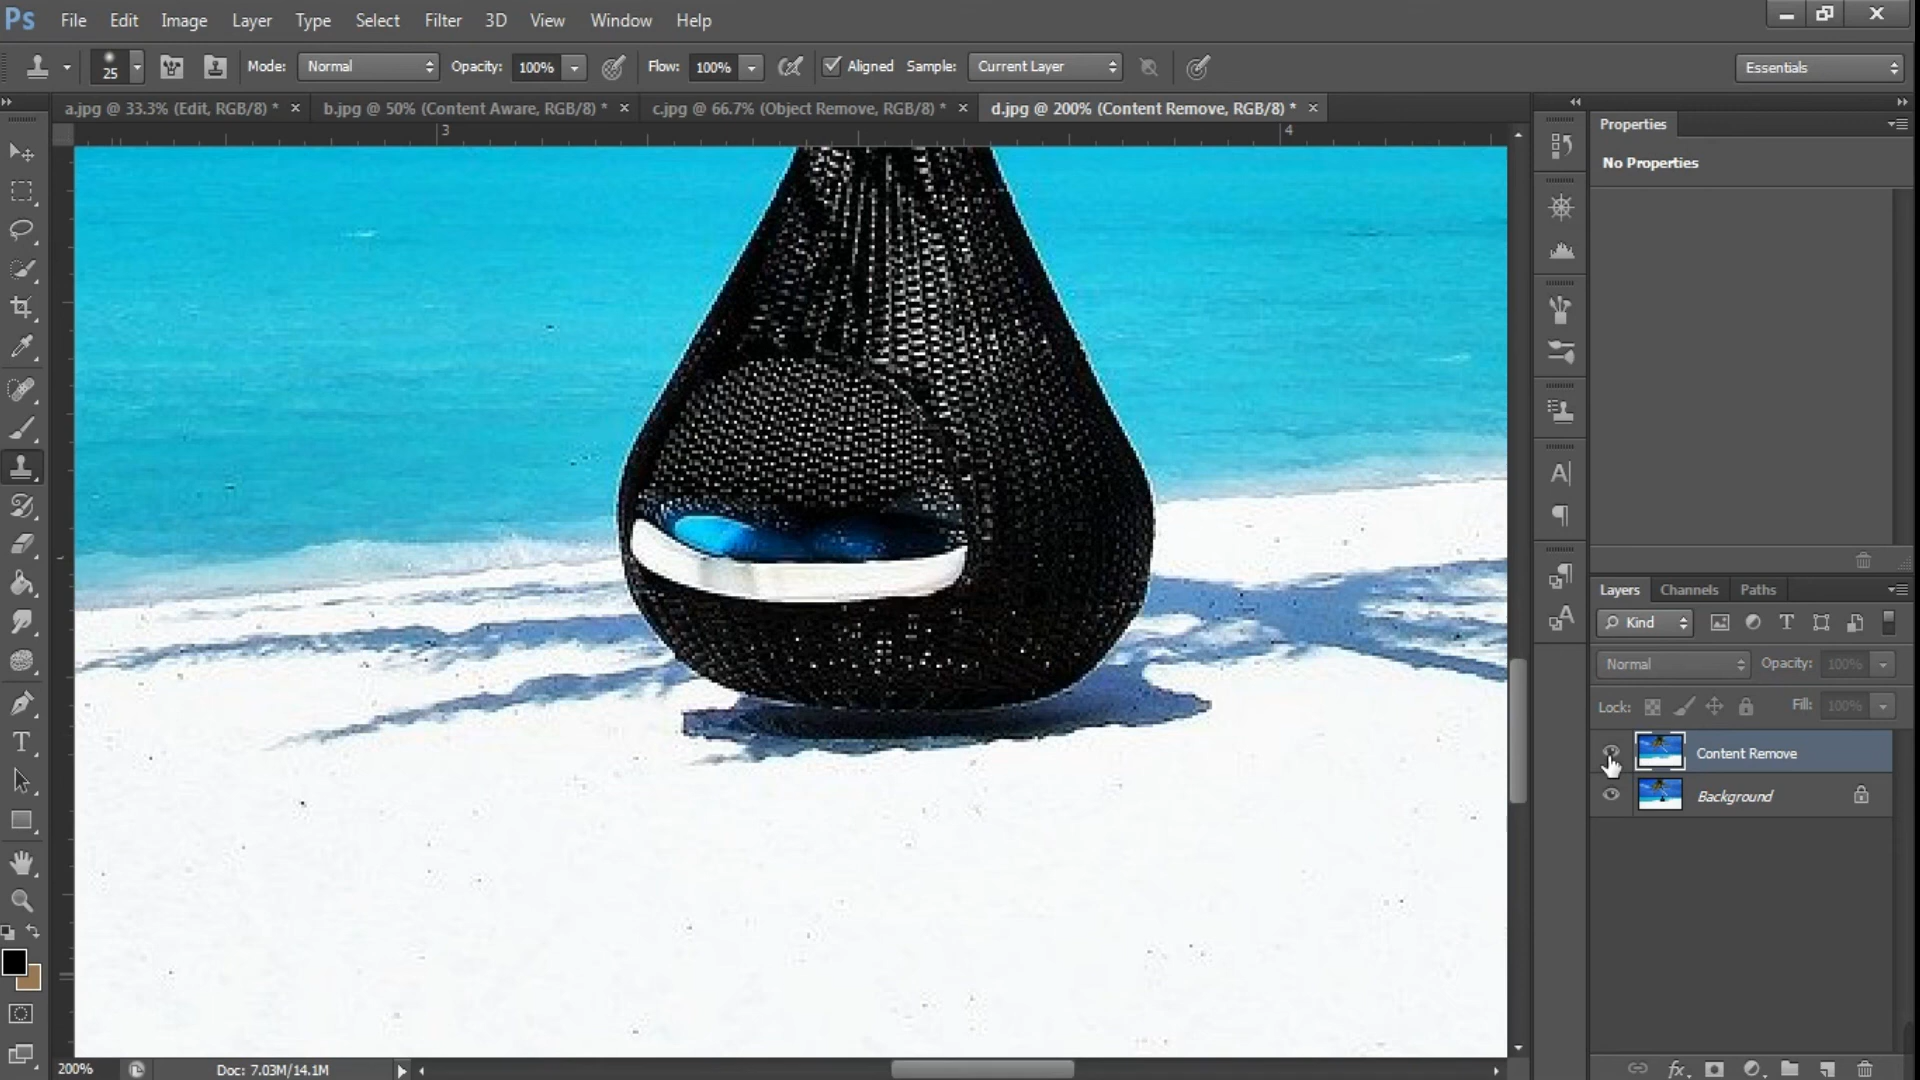 Ps File Edit Image Layer Type Select Filter 3D View Window Help
25 Mode: Normal Opacity: 100% Flow: 100% Aligned Sample: Current Layer Essentials
a.jpg @ 33.3% (Edit, RGB/8) * × b.jpg @ 50% (Content Aware, RGB/8) * × c.jpg @ 66.7% (Object Remove, RGB/8) * × d.jpg @ 200% (Content Remove, RGB/8) * ×
3 4
Properties
No Properties
Layers Channels Paths
Kind
Normal Opacity: 100%
Lock: Fill: 100%
Content Remove
Background
200% Doc: 7.03M/14.1M